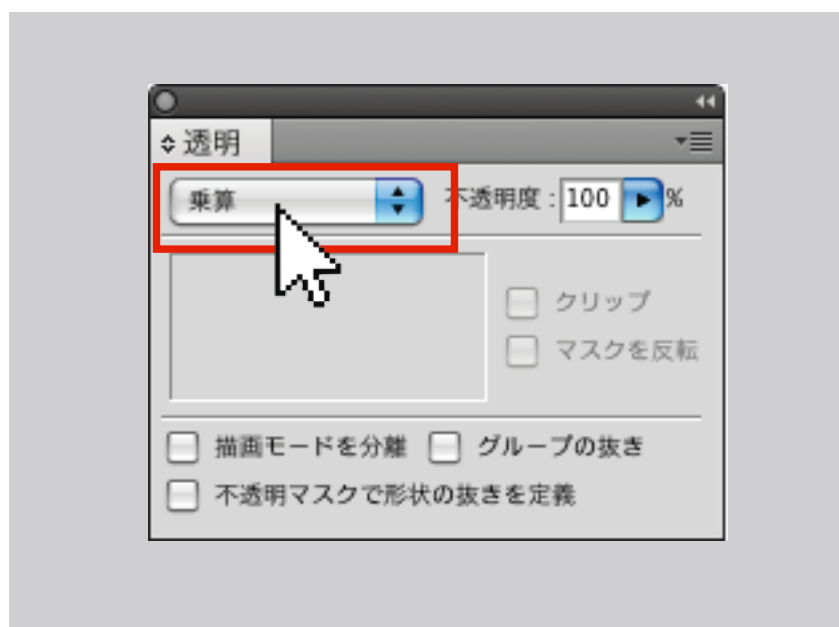 透明
乗算 不透明度 : 100 %
クリップ
マスクを反転
描画モードを分離 グループの抜き
不透明マスクで形状の抜きを定義